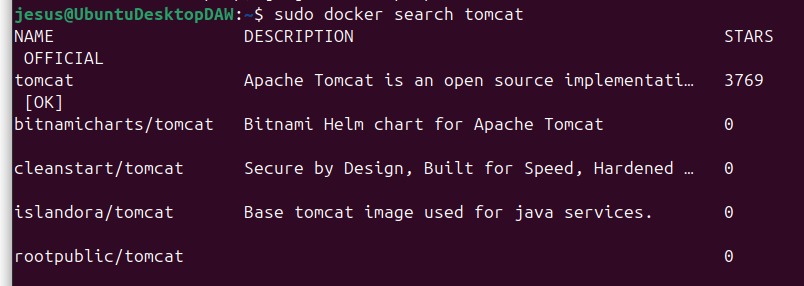 jesus@UbuntuDesktopDAW:~$ sudo docker search tomcat
NAME DESCRIPTION STARS
OFFICIAL
tomcat Apache Tomcat is an open source implementati… 3769
[OK]
bitnamicharts/tomcat Bitnami Helm chart for Apache Tomcat 0
cleanstart/tomcat Secure by Design, Built for Speed, Hardened … 0
islandora/tomcat Base tomcat image used for java services. 0
rootpublic/tomcat 0